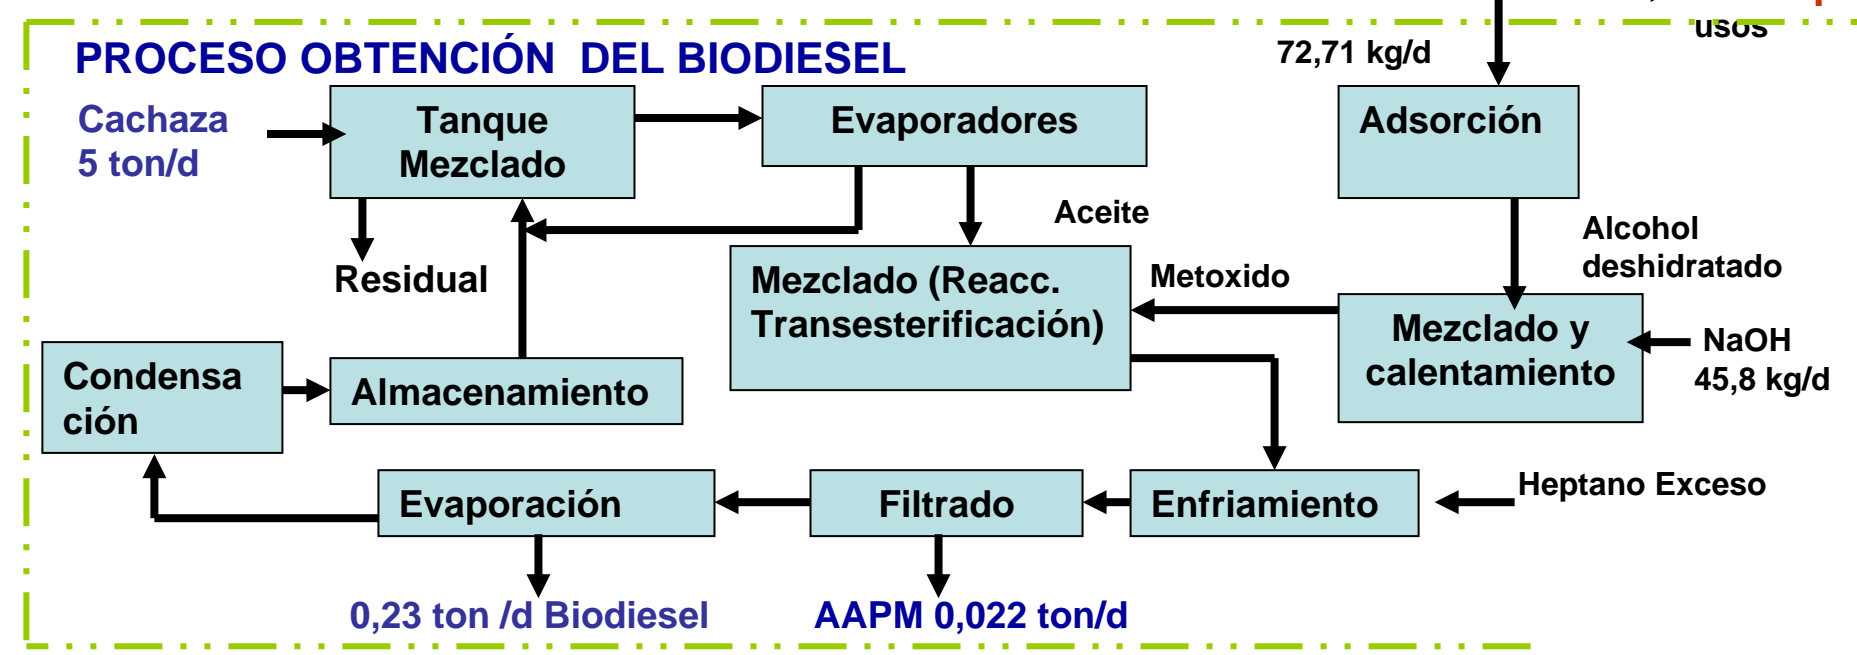 usos
PROCESO OBTENCIÓN DEL BIODIESEL
72,71 kg/d
Cachaza
5 ton/d
Tanque
Mezclado
Evaporadores
Adsorción
Aceite
Alcohol
deshidratado
Residual
Mezclado (Reacc.
Transesterificación)
Metoxido
Mezclado y
calentamiento
NaOH
45,8 kg/d
Condensa
ción
Almacenamiento
Evaporación
Filtrado
Enfriamiento
Heptano Exceso
0,23 ton /d Biodiesel
AAPM 0,022 ton/d